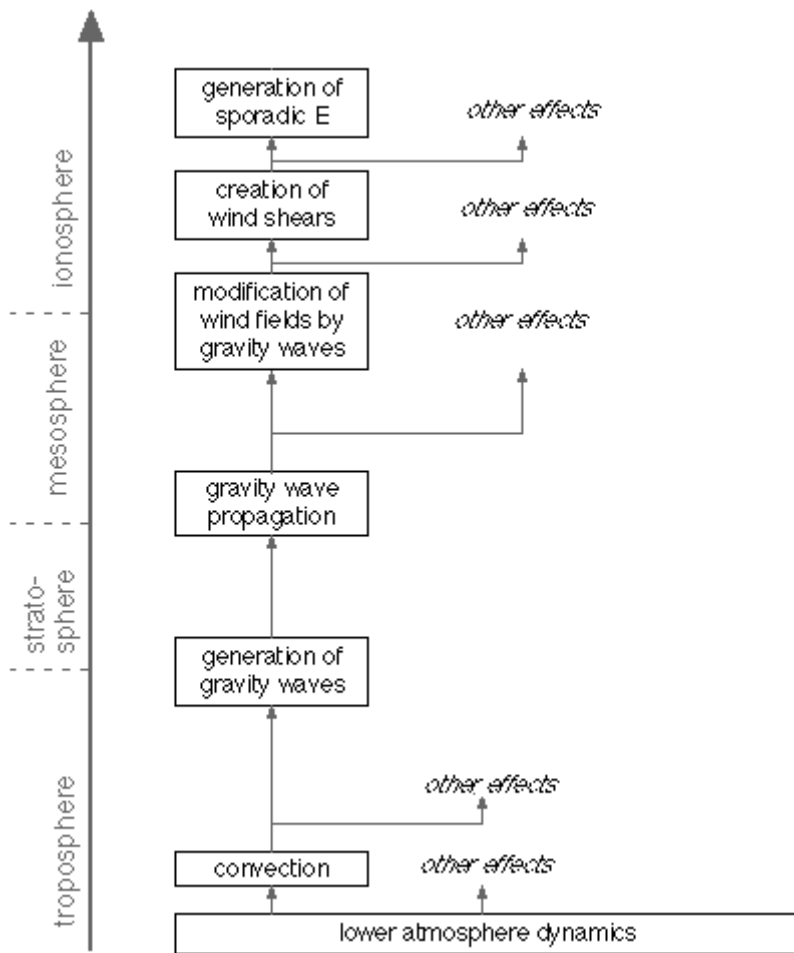 generation of
sporadic E
other effects
creation of
wind shears
other effects
ionosphere
modification of
wind fields by
gravity waves
other effects
mesosphere
gravity wave
propagation
strato-
sphere
generation of
gravity waves
other effects
troposphere
convection
other effects
lower atmosphere dynamics